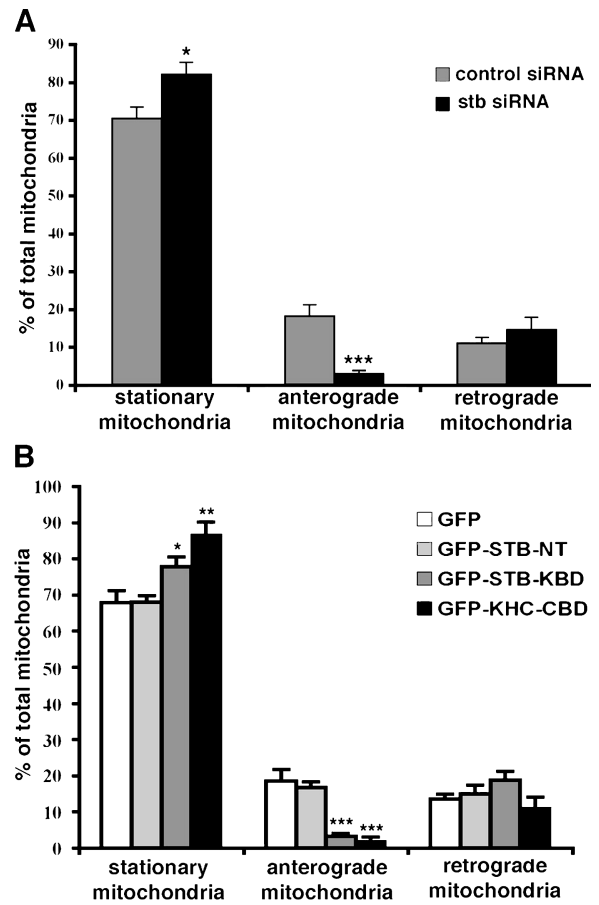 A
% of total mitochondria
90
80
70
60
50
40
30
20
10
0
*
***
control siRNA
stb siRNA
stationary
mitochondria
anterograde
mitochondria
retrograde
mitochondria
B
% of total mitochondria
100
90
80
70
60
50
40
30
20
10
0
*
**
***
***
GFP
GFP-STB-NT
GFP-STB-KBD
GFP-KHC-CBD
stationary
mitochondria
anterograde
mitochondria
retrograde
mitochondria